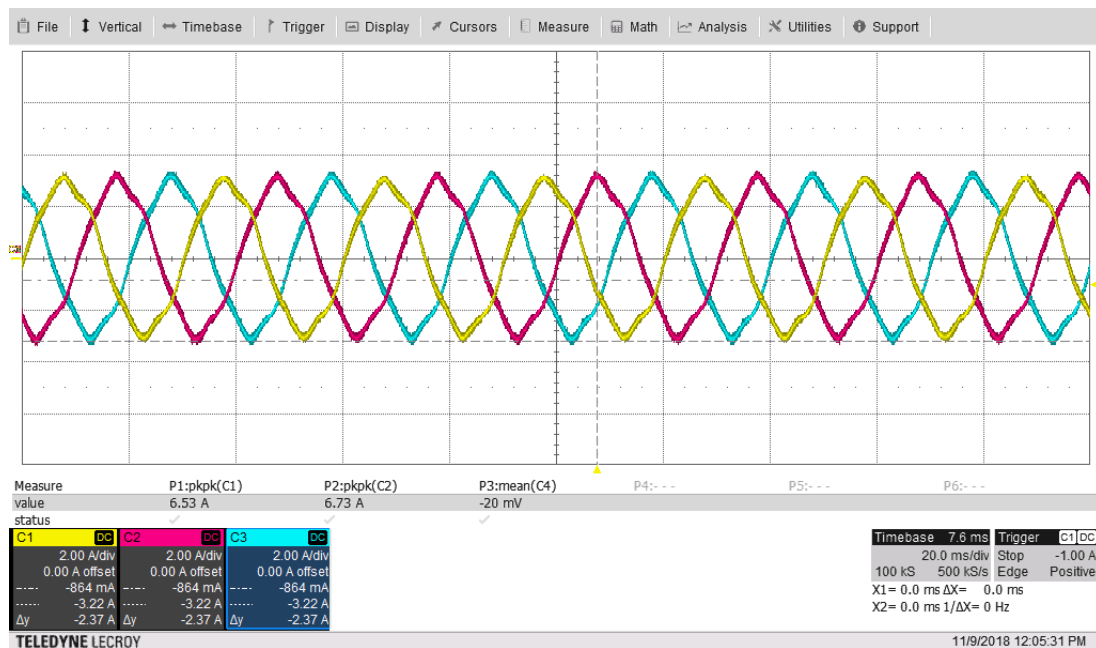 File Vertical Timebase Trigger Display Cursors Measure Math Analysis Utilities Support
Measure P1:pkpk(C1) P2:pkpk(C2) P3:mean(C4) P4:- - - P5:- - - P6:- - -
value 6.53 A 6.73 A -20 mV
status
C1 DC C2 DC C3 DC
2.00 A/div 2.00 A/div 2.00 A/div
0.00 A offset 0.00 A offset 0.00 A offset
-864 mA -864 mA -864 mA
-3.22 A -3.22 A -3.22 A
Δy -2.37 A Δy -2.37 A Δy -2.37 A
Timebase 7.6 ms Trigger C1 DC
20.0 ms/div Stop -1.00 A
100 kS 500 kS/s Edge Positive
X1= 0.0 ms ΔX= 0.0 ms
X2= 0.0 ms 1/ΔX= 0 Hz
TELEDYNE LECROY 11/9/2018 12:05:31 PM